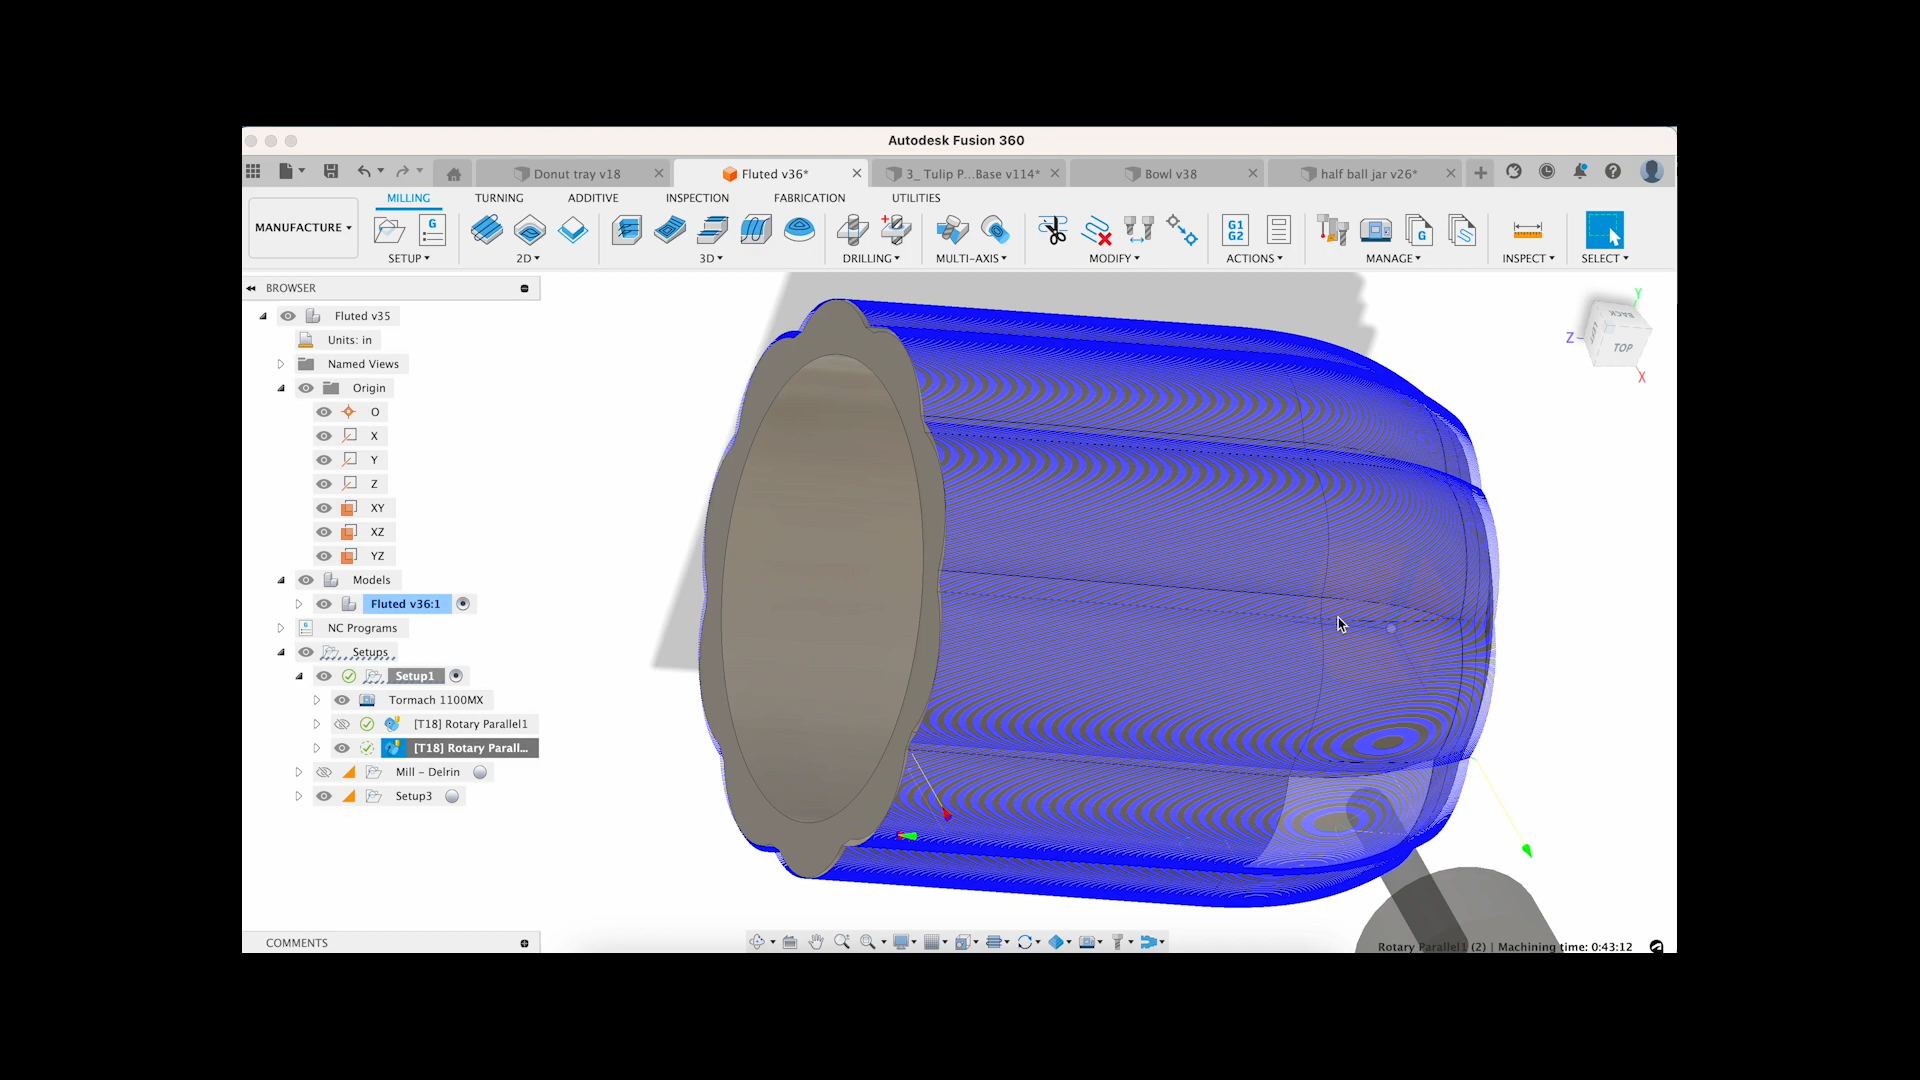 Autodesk Fusion 360
Donut tray v18
Fluted v36*
3_ Tulip P...Base v114*
Bowl v38
half ball jar v26*
MILLING
TURNING
ADDITIVE
INSPECTION
FABRICATION
UTILITIES
MANUFACTURE
G
G1
G2
G
SETUP
2D
3D
DRILLING
MULTI-AXIS
MODIFY
ACTIONS
MANAGE
INSPECT
SELECT
BROWSER
Fluted v35
Units: in
Named Views
Origin
O
X
Y
Z
XY
XZ
YZ
Models
Fluted v36:1
NC Programs
Setups
Setup1
Tormach 1100MX
[T18] Rotary Parallel1
[T18] Rotary Parall...
Mill - Delrin
Setup3
COMMENTS
Y
BACK
Z
TOP
X
Rotary Parallel1 (2) | Machining time: 0:43:12